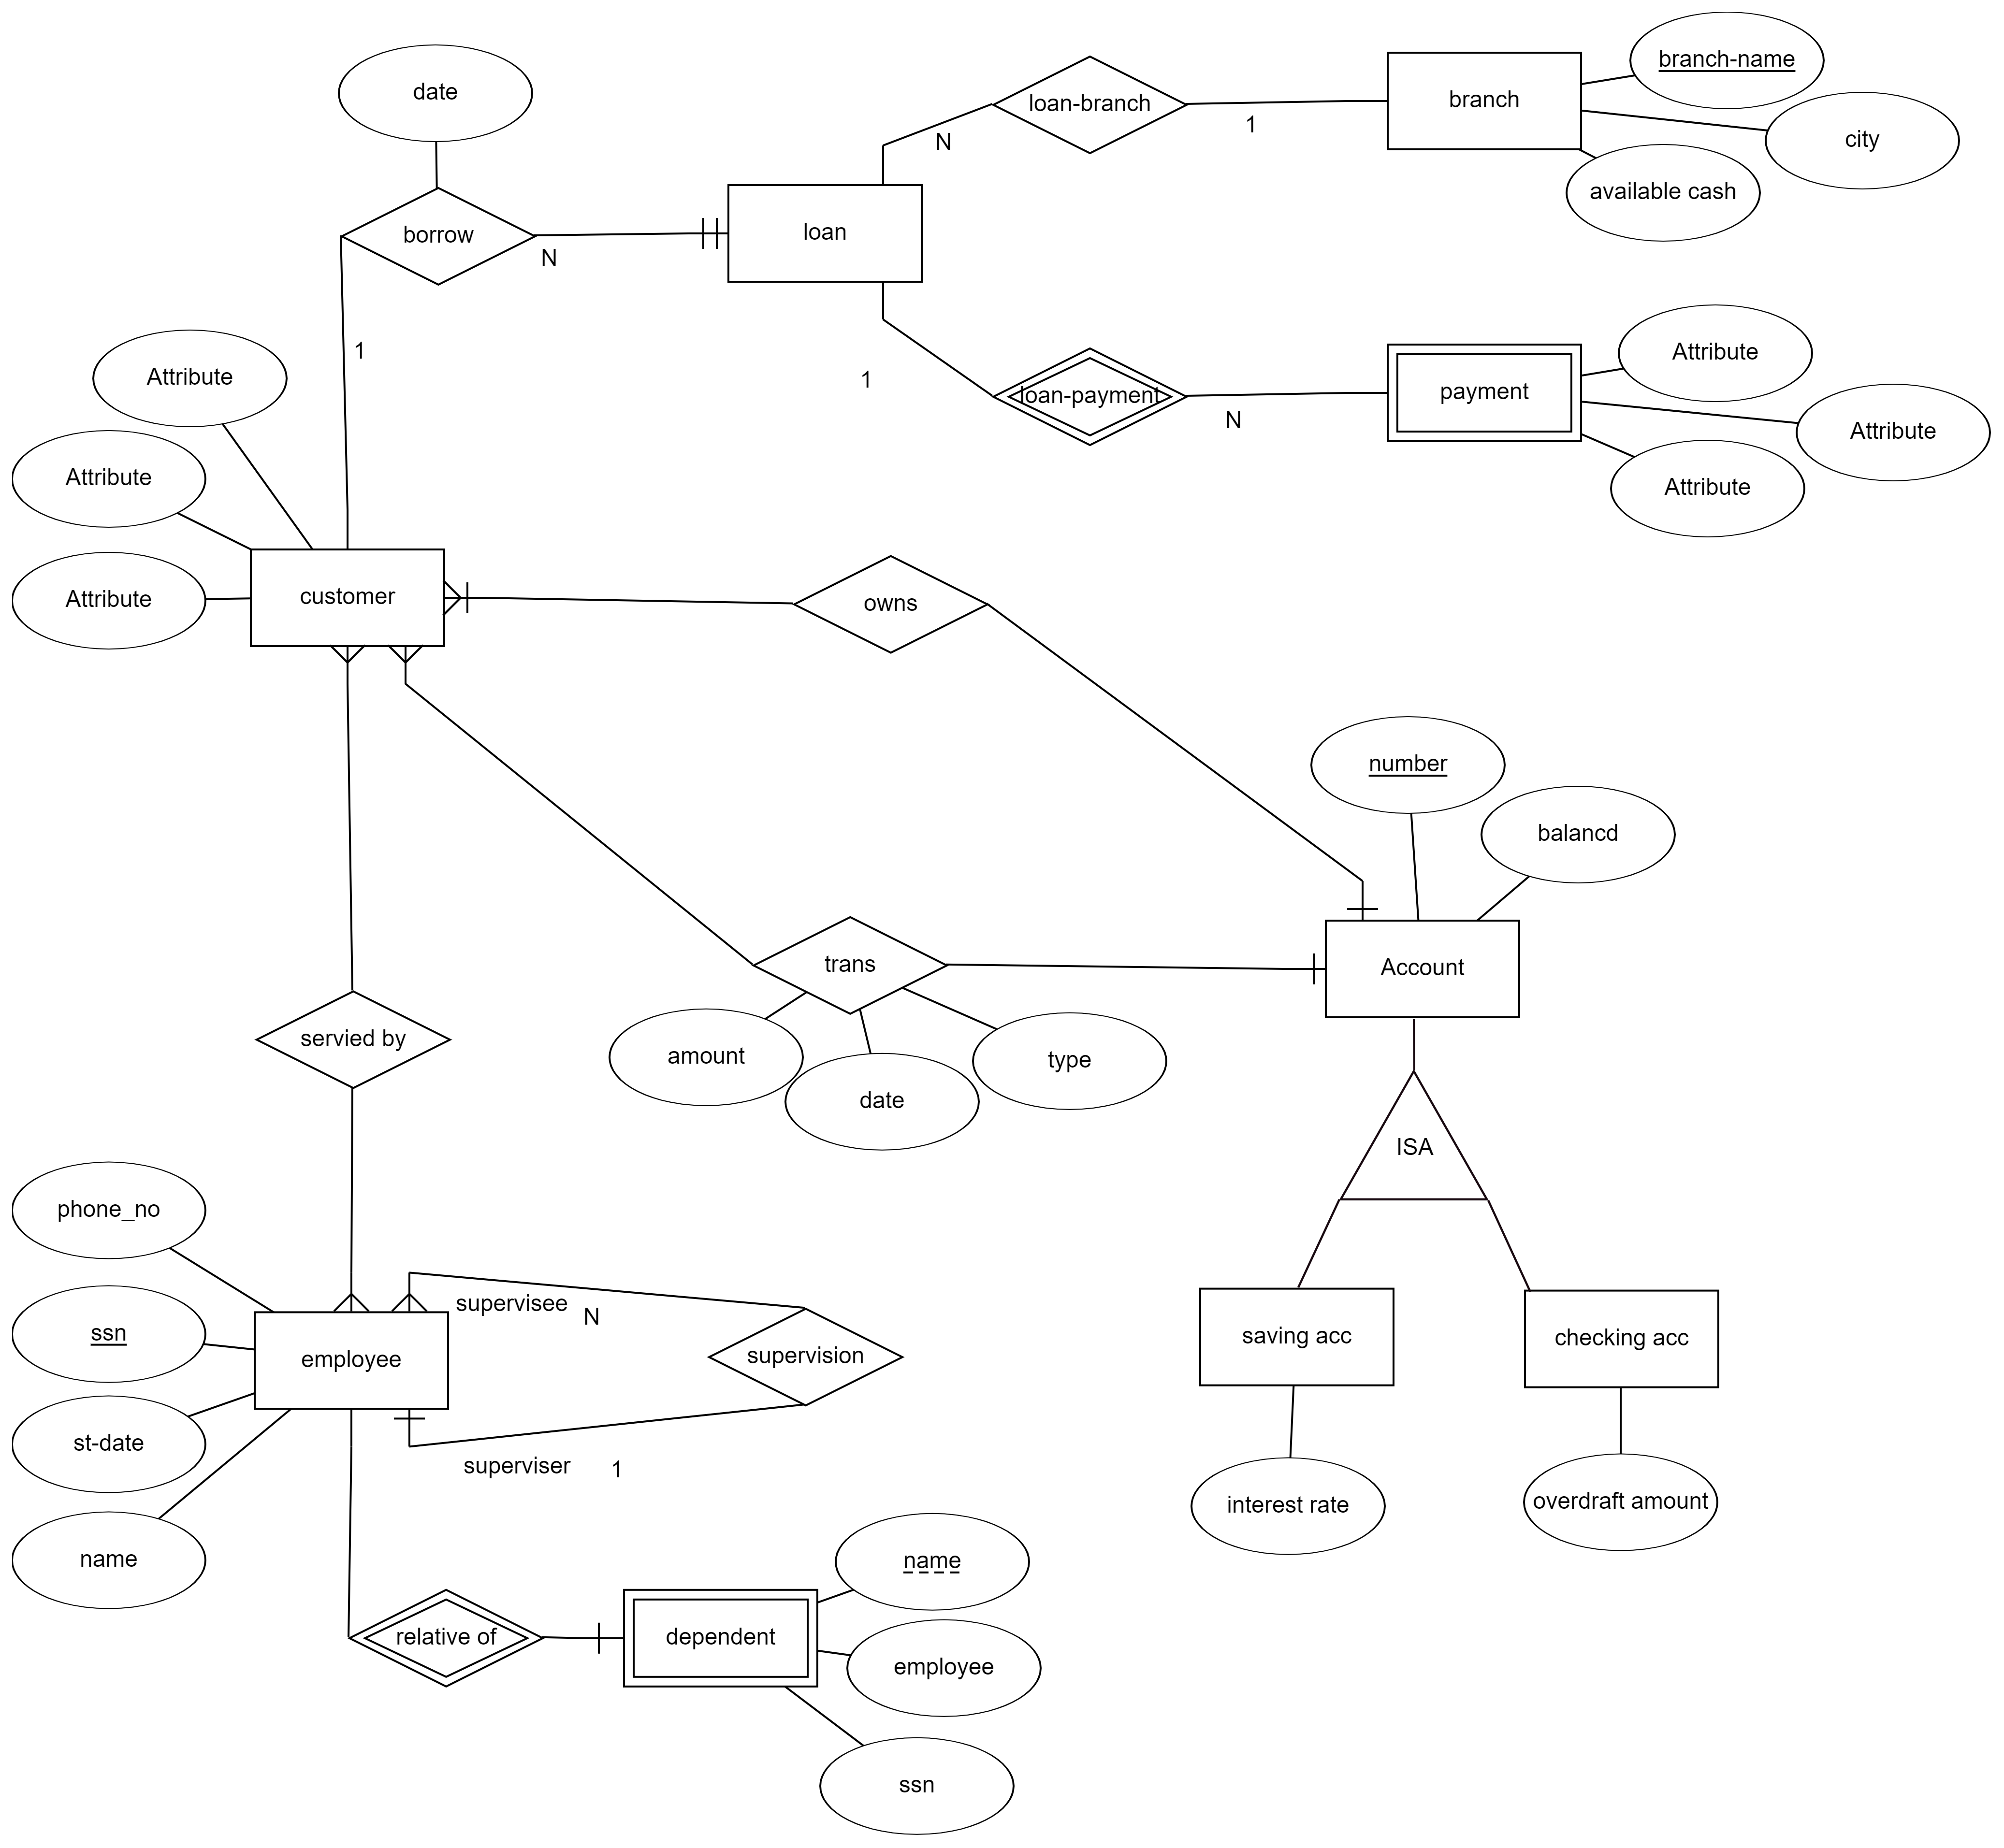 branch-name
date
branch
loan-branch
city
1
N
available cash
loan
borrow
N
1
Attribute
Attribute
1
loan-payment
payment
N
Attribute
Attribute
Attribute
Attribute
Attribute
customer
owns
number
balancd
trans
Account
servied by
amount
type
date
ISA
phone_no
supervisee
N
ssn
saving acc
checking acc
employee
supervision
st-date
superviser
1
interest rate
overdraft amount
name
name
relative of
dependent
employee
ssn